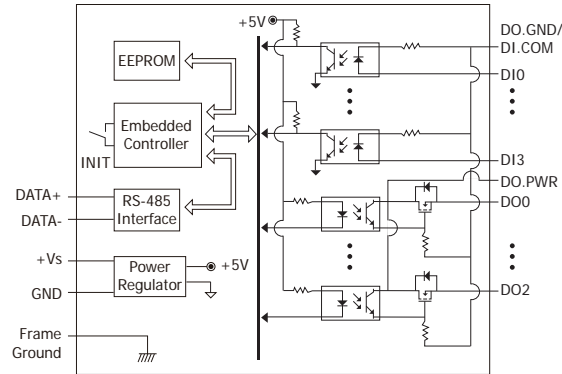 +5V
DO.GND/
DI.COM
EEPROM
DI0
Embedded
Controller
INIT
DI3
DATA+
DATA-
RS-485
Interface
DO.PWR
DO0
+Vs
GND
Power
Regulator
+5V
DO2
Frame
Ground